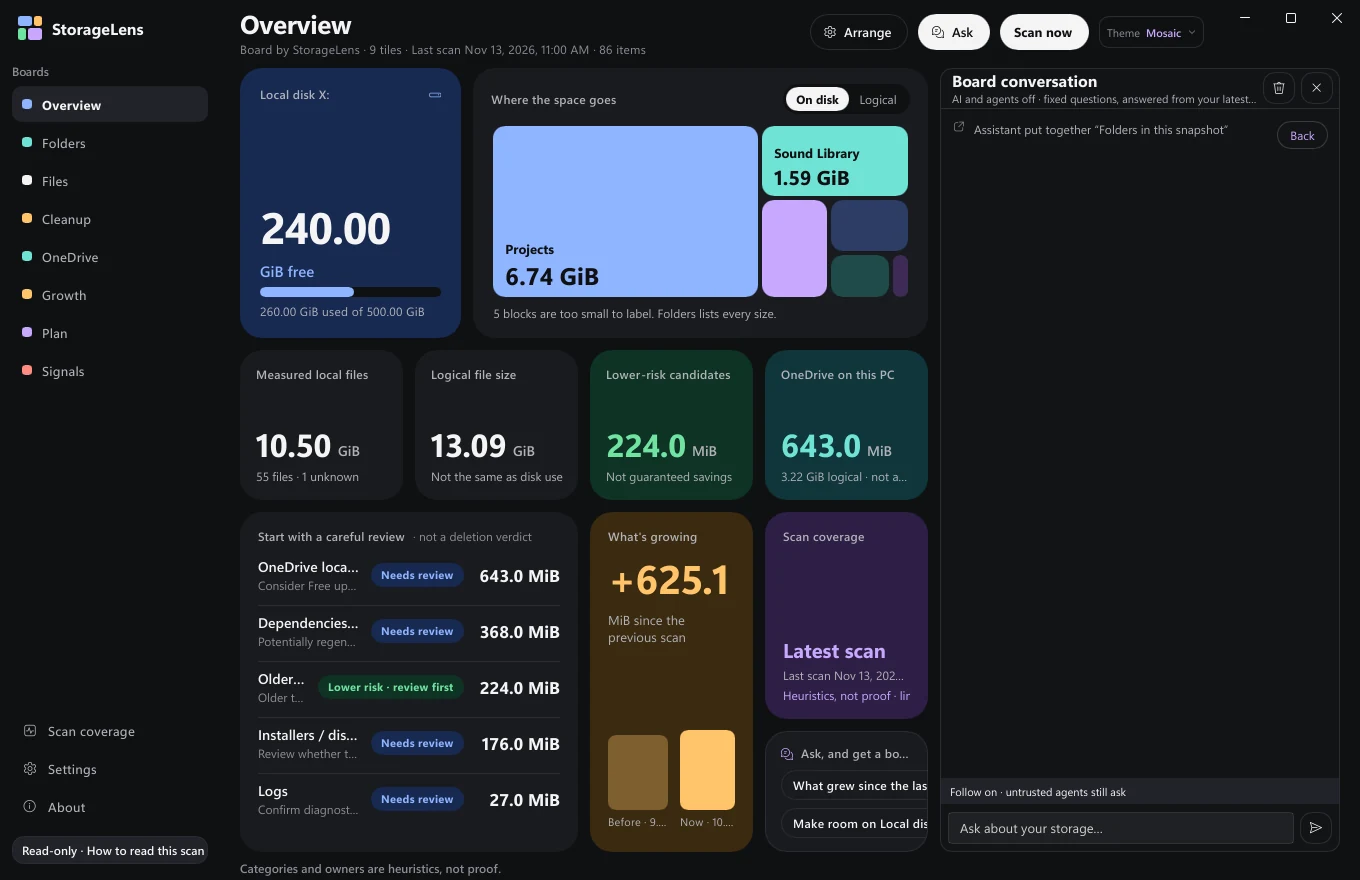 StorageLens
Boards
Overview
Folders
Files
Cleanup
OneDrive
Growth
Plan
Signals
Scan coverage
Settings
About
Read-only · How to read this scan
Overview
Board by StorageLens · 9 tiles · Last scan Nov 13, 2026, 11:00 AM · 86 items
Arrange
Ask
Scan now
Theme Mosaic
Local disk X:
240.00
GiB free
260.00 GiB used of 500.00 GiB
Where the space goes
On disk
Logical
Projects
6.74 GiB
Sound Library
1.59 GiB
5 blocks are too small to label. Folders lists every size.
Measured local files
10.50 GiB
55 files · 1 unknown
Logical file size
13.09 GiB
Not the same as disk use
Lower-risk candidates
224.0 MiB
Not guaranteed savings
OneDrive on this PC
643.0 MiB
3.22 GiB logical · not a...
Start with a careful review · not a deletion verdict
OneDrive loca...
Consider Free up...
Needs review
643.0 MiB
Dependencies...
Potentially regen...
Needs review
368.0 MiB
Older...
Older t...
Lower risk · review first
224.0 MiB
Installers / dis...
Review whether t...
Needs review
176.0 MiB
Logs
Confirm diagnost...
Needs review
27.0 MiB
What's growing
+625.1
MiB since the
previous scan
Before · 9....
Now · 10....
Scan coverage
Latest scan
Last scan Nov 13, 202...
Heuristics, not proof · lir
Ask, and get a bo...
What grew since the las
Make room on Local dis
Categories and owners are heuristics, not proof.
Board conversation
AI and agents off · fixed questions, answered from your latest...
Assistant put together “Folders in this snapshot”
Back
Follow on · untrusted agents still ask
Ask about your storage...